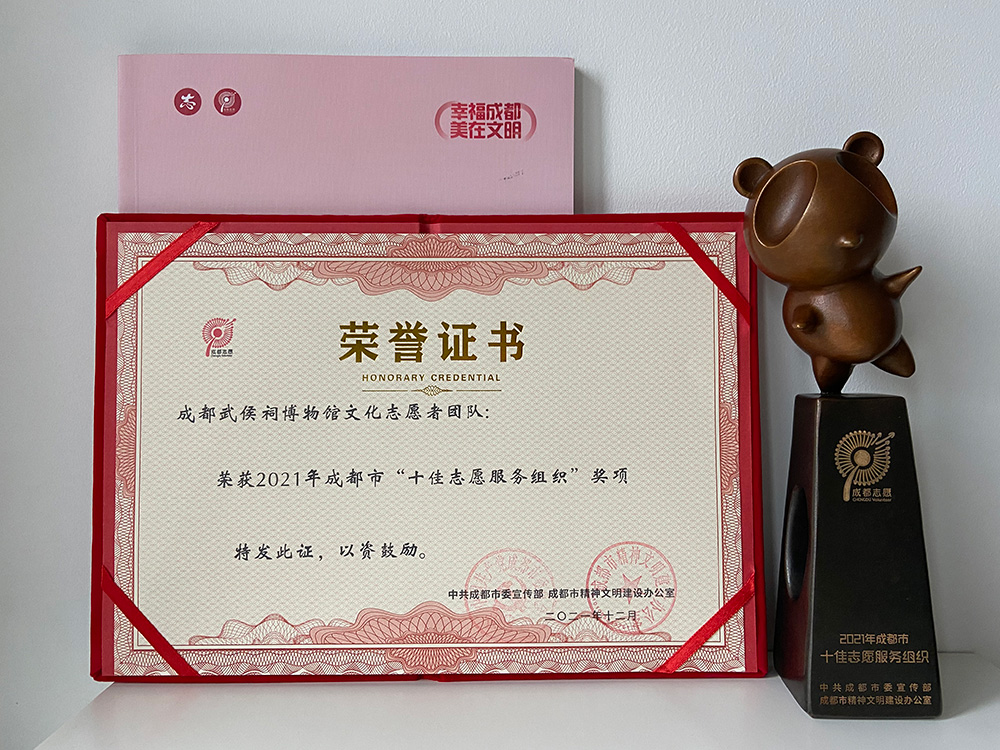 志
幸福成都
美在文明
成都志愿
荣誉证书
HONORARY CREDENTIAL
成都武侯祠博物馆文化志愿者团队：
荣获2021年成都市“十佳志愿服务组织”奖项
特发此证，以资鼓励。
中共成都市委宣传部 成都市精神文明建设办公室
二〇二一年十二月
成都志愿
CHENGDU Volunteer
2021年成都市
十佳志愿服务组织
中共成都市委宣传部
成都市精神文明建设办公室